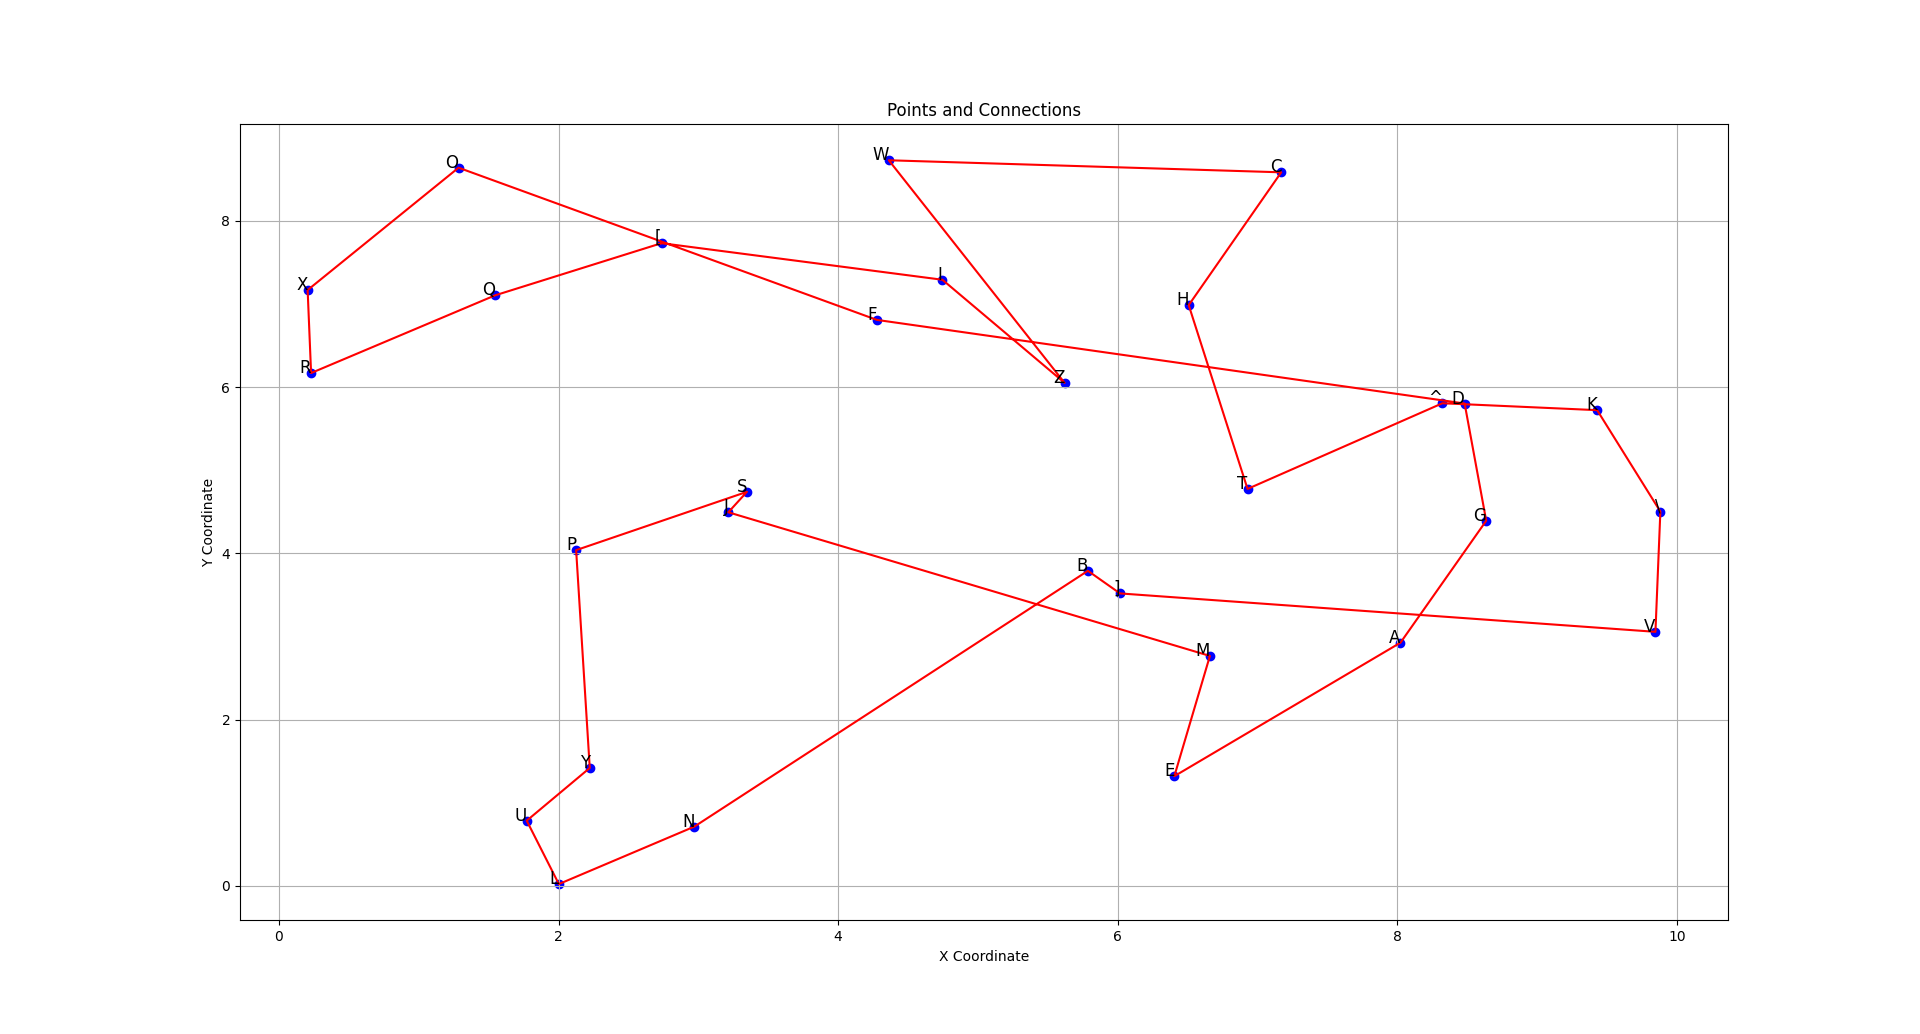 Points and Connections
W
O
C
[
8
I
X
Q
H
F
Z
R
6
^
D
K
S
T
\
J
G
P
4
B
]
V
A
M
2
Y
E
U
N
L
0
0
2
4
6
8
10
X Coordinate
Y Coordinate